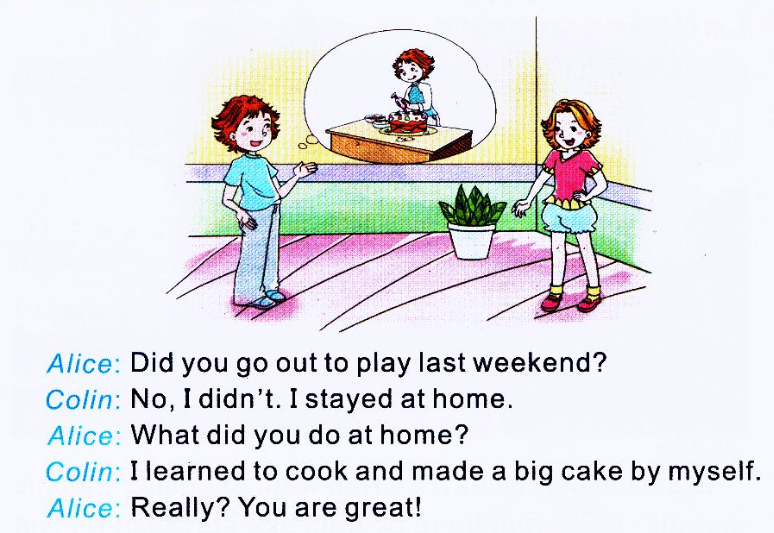 Alice: Did you go out to play last weekend?
Colin: No, I didn't. I stayed at home.
Alice: What did you do at home?
Colin: I learned to cook and made a big cake by myself.
Alice: Really? You are great!